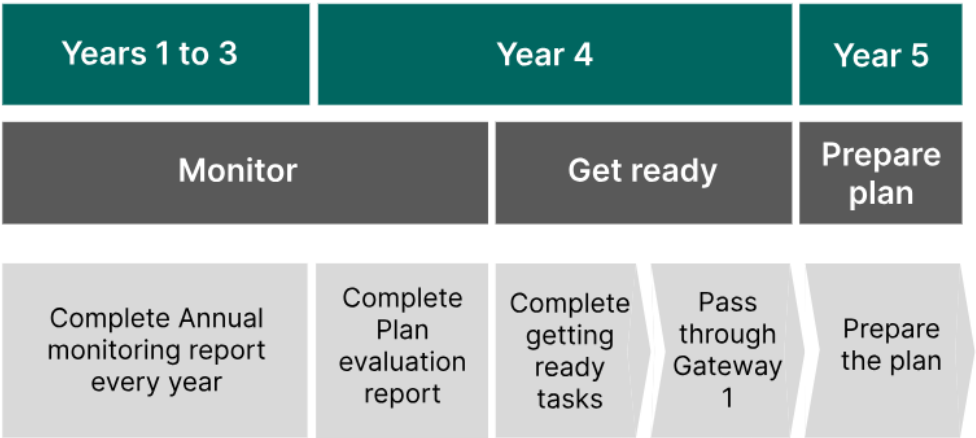 Years 1 to 3
Year 4
Year 5
Monitor
Get ready
Prepare
plan
Complete Annual
monitoring report
every year
Complete
Plan
evaluation
report
Complete
getting
ready
tasks
Pass
through
Gateway
1
Prepare
the plan